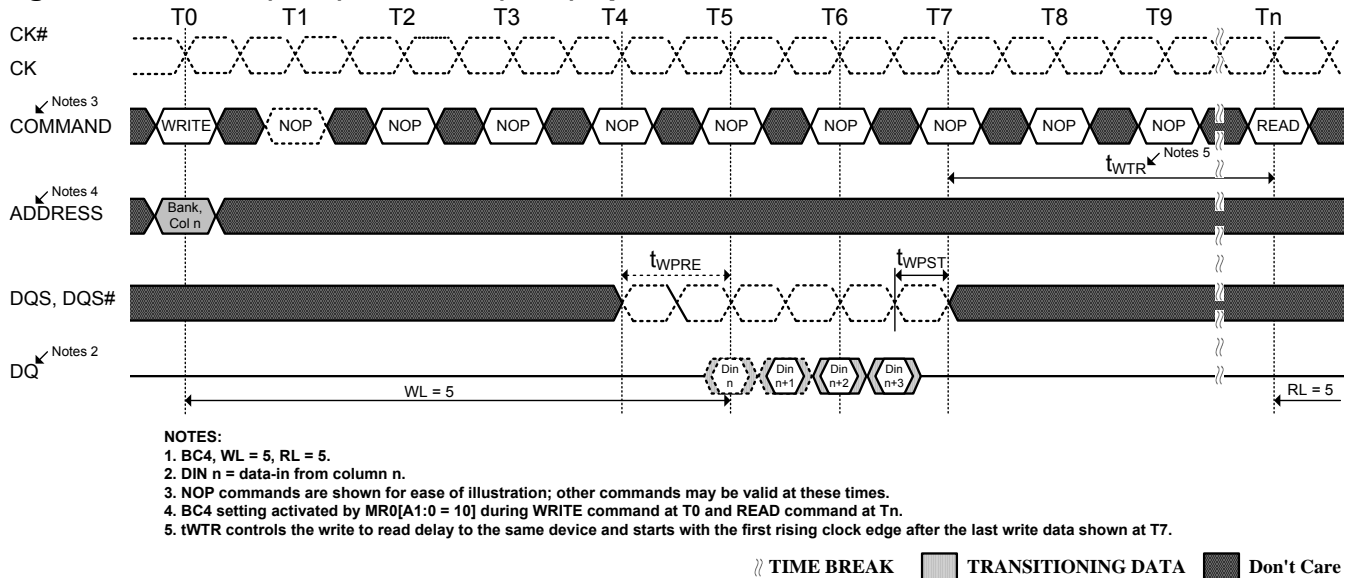 T0 T1 T2 T3 T4 T5 T6 T7 T8 T9 Tn
CK#
CK
Notes 3
COMMAND WRITE NOP NOP NOP NOP NOP NOP NOP NOP NOP READ
tWTR Notes 5
Notes 4
ADDRESS Bank, Col n
tWPRE tWPST
DQS, DQS#
Notes 2
DQ Din n Din n+1 Din n+2 Din n+3
WL = 5 RL = 5
NOTES:
1. BC4, WL = 5, RL = 5.
2. DIN n = data-in from column n.
3. NOP commands are shown for ease of illustration; other commands may be valid at these times.
4. BC4 setting activated by MR0[A1:0 = 10] during WRITE command at T0 and READ command at Tn.
5. tWTR controls the write to read delay to the same device and starts with the first rising clock edge after the last write data shown at T7.
TIME BREAK TRANSITIONING DATA Don't Care